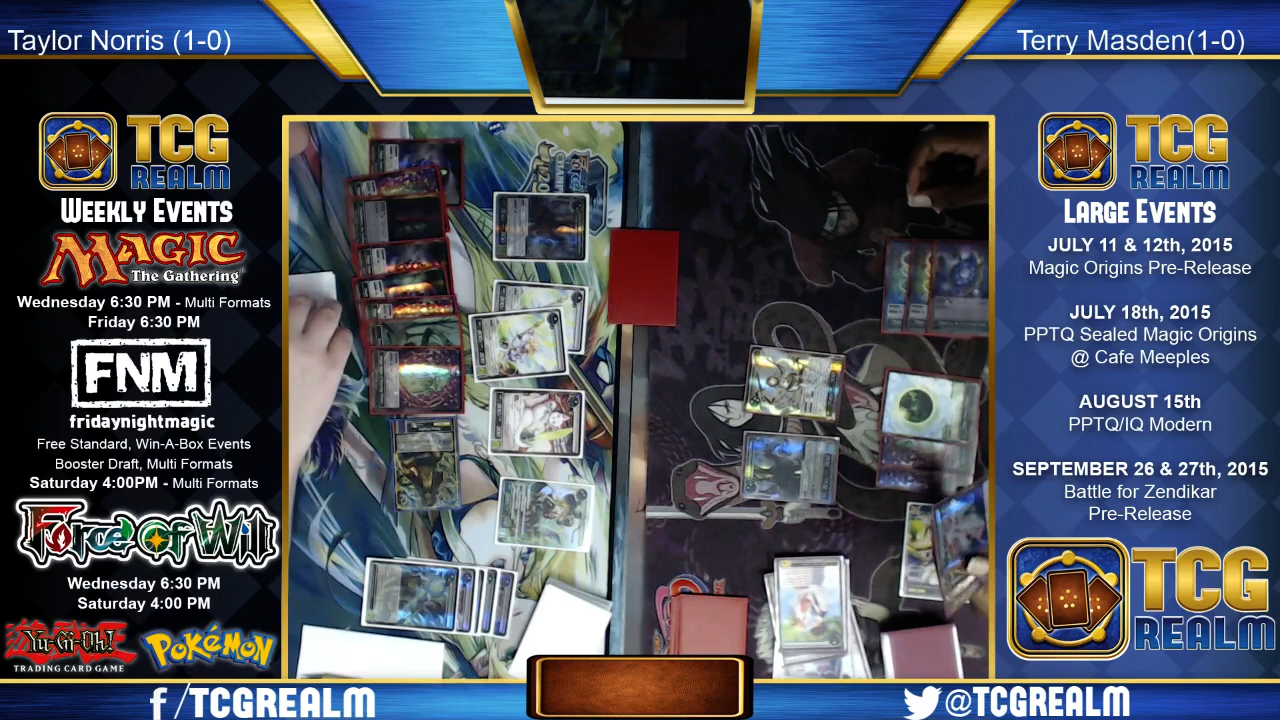 Taylor Norris (1-0)
Terry Masden(1-0)
TCG
REALM
WEEKLY EVENTS
MAGIC
The Gathering
Wednesday 6:30 PM - Multi Formats
Friday 6:30 PM
FNM
fridaynightmagic
Free Standard, Win-A-Box Events
Booster Draft, Multi Formats
Saturday 4:00PM - Multi Formats
Force of Will
Wednesday 6:30 PM
Saturday 4:00 PM
Yu-Gi-Oh!
TRADING CARD GAME
POKéMON
TCG
REALM
LARGE EVENTS
JULY 11 & 12th, 2015
Magic Origins Pre-Release
JULY 18th, 2015
PPTQ Sealed Magic Origins
@ Cafe Meeples
AUGUST 15th
PPTQ/IQ Modern
SEPTEMBER 26 & 27th, 2015
Battle for Zendikar
Pre-Release
TCG
REALM
f /TCGREALM
@TCGREALM